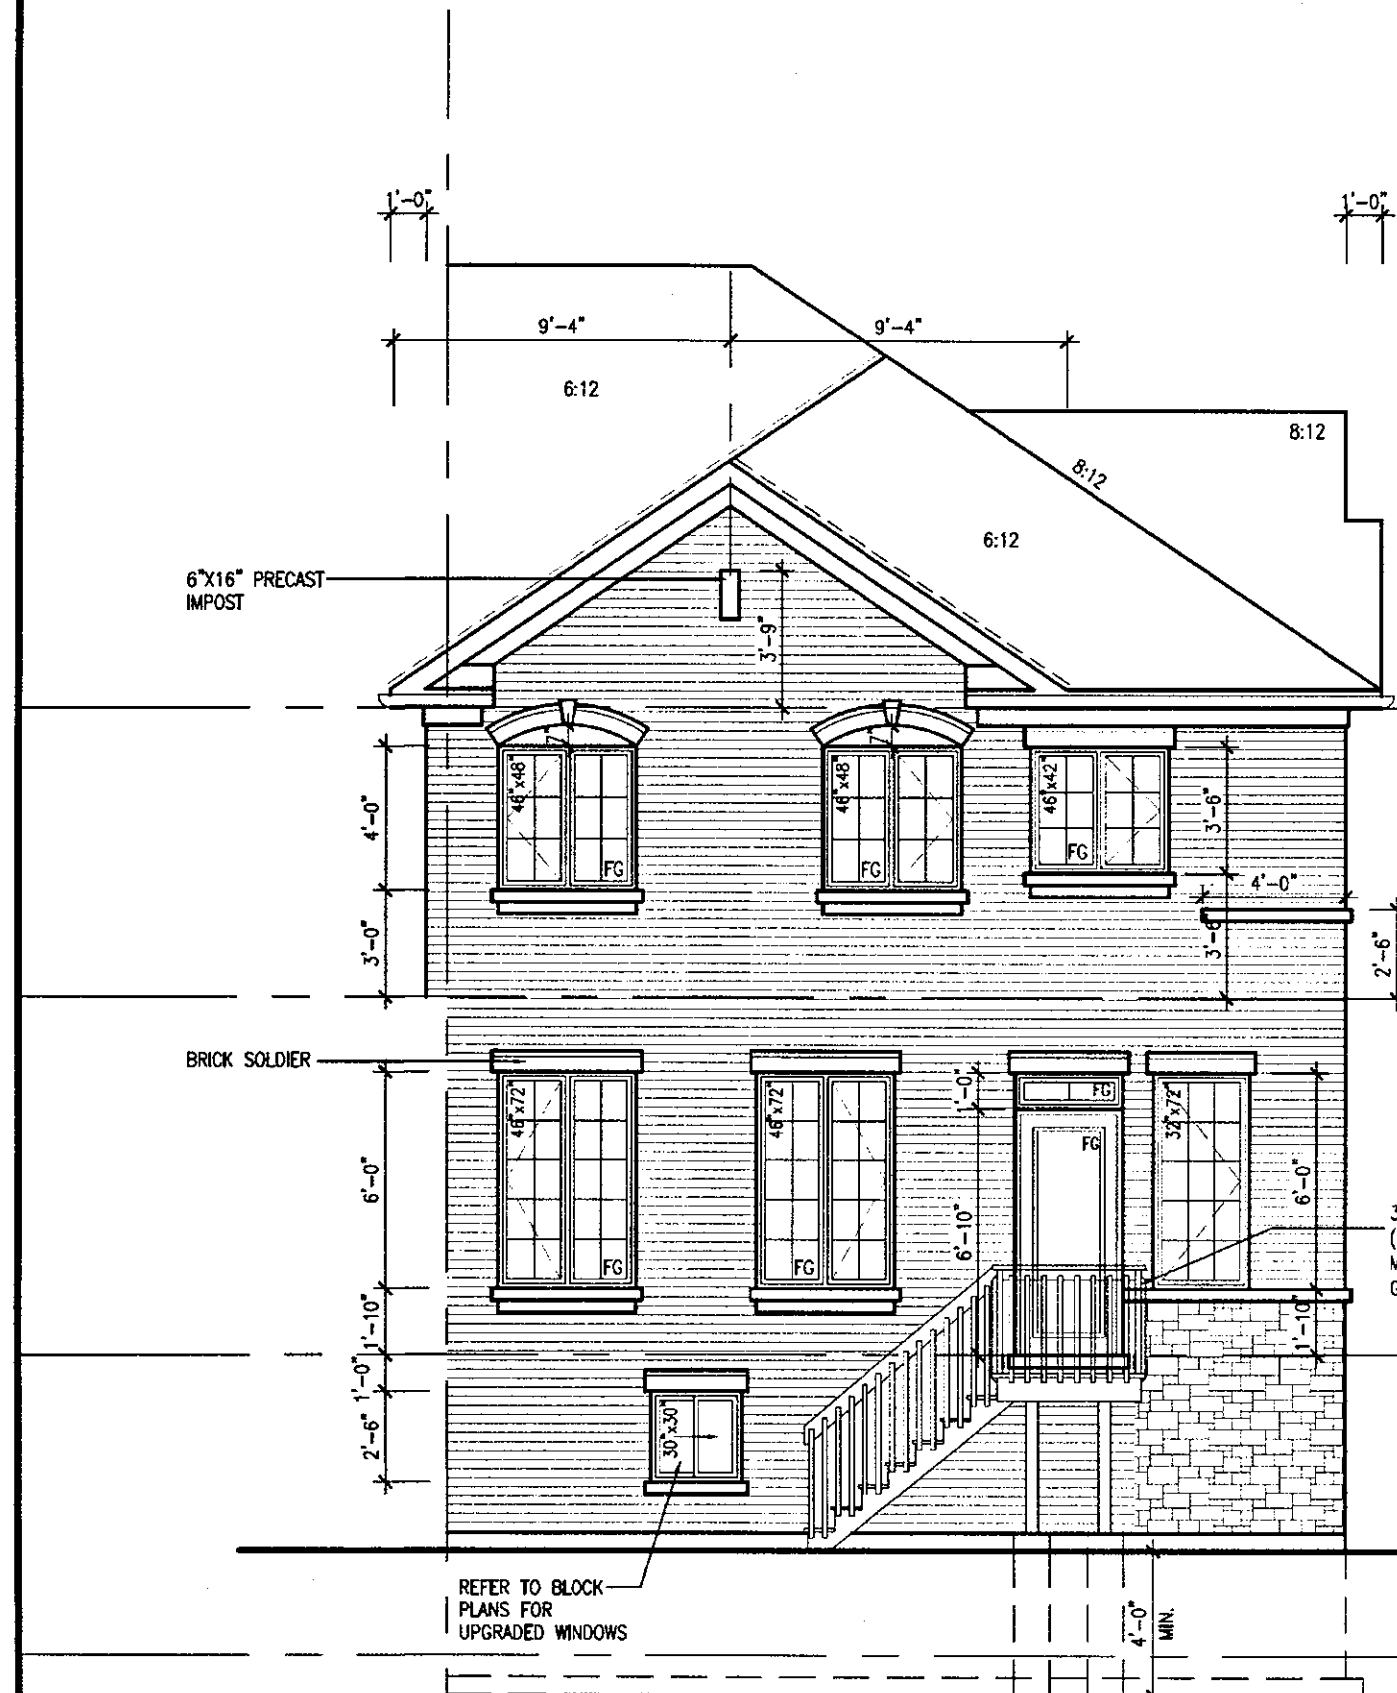 1'-0"
1'-0"
9'-4"
9'-4"
6:12
8:12
8:12
6:12
6"X16" PRECAST
IMPOST
3'-9"
7"
7"
46"x48"
46"x48"
46"x42"
4'-0"
3'-6"
FG
FG
FG
4'-0"
3'-0"
3'-6"
2'-6"
BRICK SOLDIER
46"x72"
46"x72"
1'-0"
FG
32"x72"
FG
6'-0"
6'-10"
6'-0"
FG
FG
1'-10"
1'-10"
1'-0"
2'-6"
30"x30"
REFER TO BLOCK
PLANS FOR
UPGRADED WINDOWS
4'-0"
MIN.